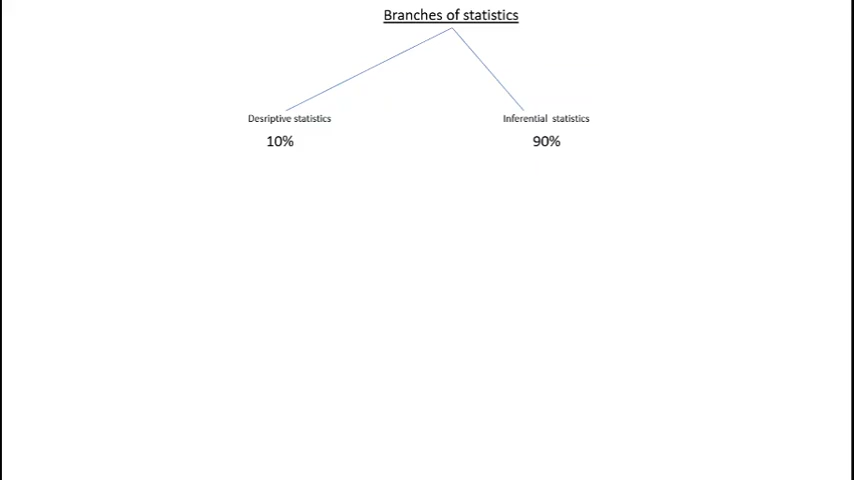 Branches of statistics
Desriptive statistics
Inferential statistics
10%
90%